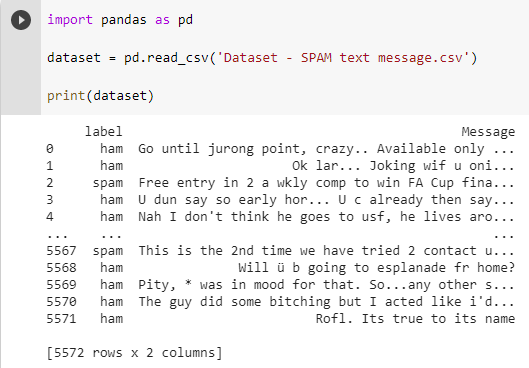 import pandas as pd
dataset = pd.read_csv('Dataset - SPAM text message.csv')
print(dataset)
label Message
0 ham Go until jurong point, crazy.. Available only ...
1 ham Ok lar... Joking wif u oni...
2 spam Free entry in 2 a wkly comp to win FA Cup fina...
3 ham U dun say so early hor... U c already then say...
4 ham Nah I don't think he goes to usf, he lives aro...
... ... ...
5567 spam This is the 2nd time we have tried 2 contact u...
5568 ham Will ü b going to esplanade fr home?
5569 ham Pity, * was in mood for that. So...any other s...
5570 ham The guy did some bitching but I acted like i'd...
5571 ham Rofl. Its true to its name
[5572 rows x 2 columns]